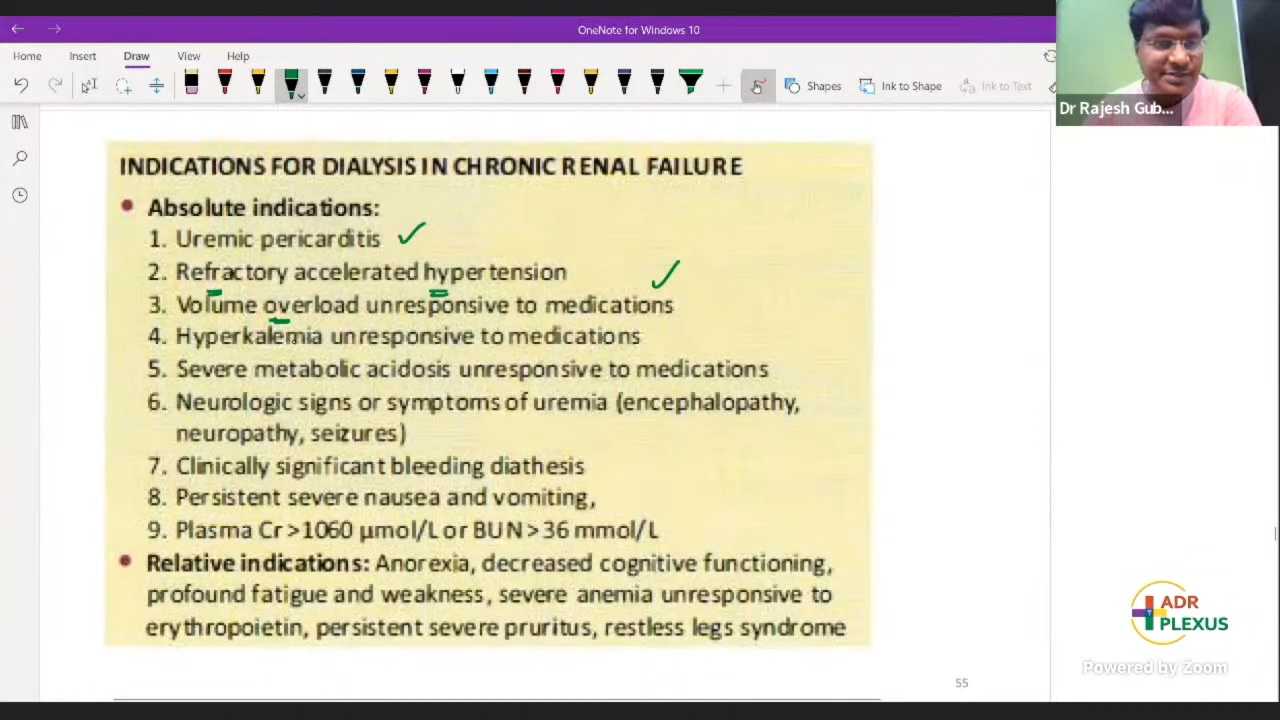 OneNote for Windows 10
Home Insert Draw View Help
Shapes Ink to Shape Ink to Text
Dr Rajesh Gub...
INDICATIONS FOR DIALYSIS IN CHRONIC RENAL FAILURE
Absolute indications:
1. Uremic pericarditis
2. Refractory accelerated hypertension
3. Volume overload unresponsive to medications
4. Hyperkalemia unresponsive to medications
5. Severe metabolic acidosis unresponsive to medications
6. Neurologic signs or symptoms of uremia (encephalopathy,
neuropathy, seizures)
7. Clinically significant bleeding diathesis
8. Persistent severe nausea and vomiting,
9. Plasma Cr >1060 µmol/L or BUN > 36 mmol/L
Relative indications: Anorexia, decreased cognitive functioning,
profound fatigue and weakness, severe anemia unresponsive to
erythropoietin, persistent severe pruritus, restless legs syndrome
55
ADR
PLEXUS
Powered by Zoom